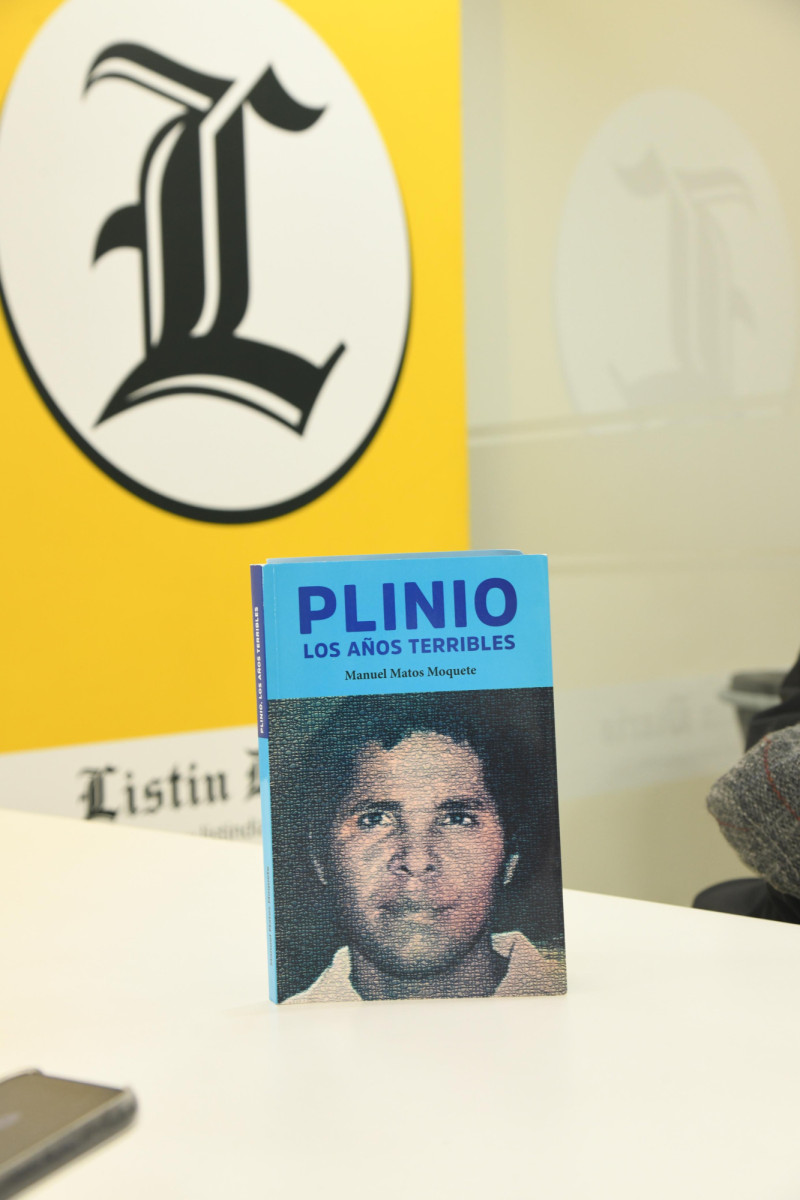 L
Listin
PLINIO, LOS AÑOS TERRIBLES
PLINIO
LOS AÑOS TERRIBLES
Manuel Matos Moquete